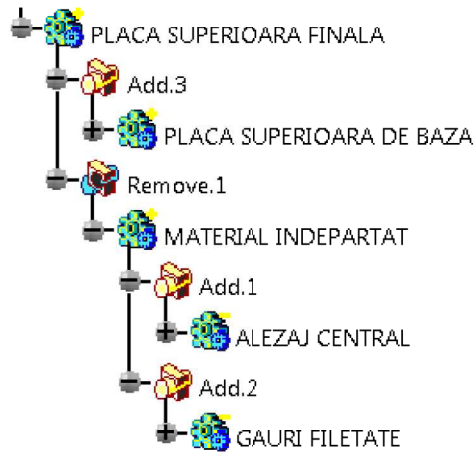 PLACA SUPERIOARA FINALA
Add.3
PLACA SUPERIOARA DE BAZA
Remove.1
MATERIAL INDEPARTAT
Add.1
ALEZAJ CENTRAL
Add.2
GAURI FILETATE